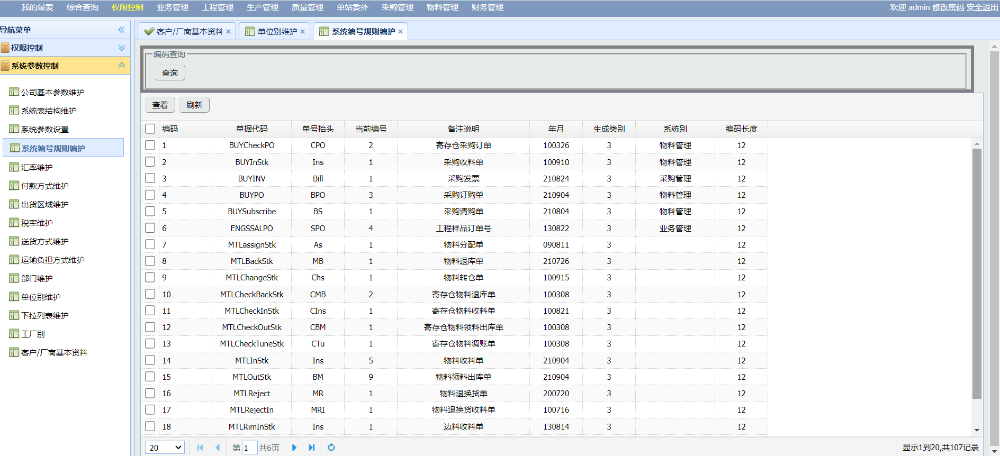 我的最爱 综合查询 权限控制 业务管理 工程管理 生产管理 质量管理 单站委外 采购管理 物料管理 财务管理 欢迎 admin 修改密码 安全退出
导航菜单
权限控制
系统参数控制
公司基本参数维护
系统表结构维护
系统参数设置
系统编号规则编护
汇率维护
付款方式维护
出货区域维护
税率维护
送货方式维护
运输负担方式维护
部门维护
单位别维护
下拉列表维护
工厂别
客户/厂商基本资料
客户/厂商基本资料 × 单位别维护 × 系统编号规则编护 ×
编码查询
查询
查看 刷新
编码 单据代码 单号抬头 当前编号 备注说明 年月 生成类别 系统别 编码长度
1 BUYCheckPO CPO 2 寄存仓采购订单 100326 3 物料管理 12
2 BUYInStk Ins 1 采购收料单 100910 3 物料管理 12
3 BUYINV Bill 1 采购发票 210824 3 采购管理 12
4 BUYPO BPO 3 采购订购单 210904 3 物料管理 12
5 BUYSubscribe BS 1 采购请购单 210804 3 物料管理 12
6 ENGSSALPO SPO 4 工程样品订单号 130822 3 业务管理 12
7 MTLassignStk As 1 物料分配单 090811 3 12
8 MTLBackStk MB 1 物料退库单 210726 3 12
9 MTLChangeStk Chs 1 物料转仓单 100915 3 12
10 MTLCheckBackStk CMB 2 寄存仓物料退库单 100308 3 12
11 MTLCheckInStk CIns 1 寄存仓物料收料单 100821 3 12
12 MTLCheckOutStk CBM 1 寄存仓物料领料出库单 100308 3 12
13 MTLCheckTuneStk CTu 1 寄存仓物料调账单 100308 3 12
14 MTLInStk Ins 5 物料收料单 210904 3 12
15 MTLOutStk BM 9 物料领料出库单 210904 3 12
16 MTLReject MR 1 物料退换货单 200720 3 12
17 MTLRejectIn MRI 1 物料退换货收料单 100716 3 12
18 MTLRimInStk Ins 1 边料收料单 130814 3 12
20 第 1 共6页 显示1到20,共107记录